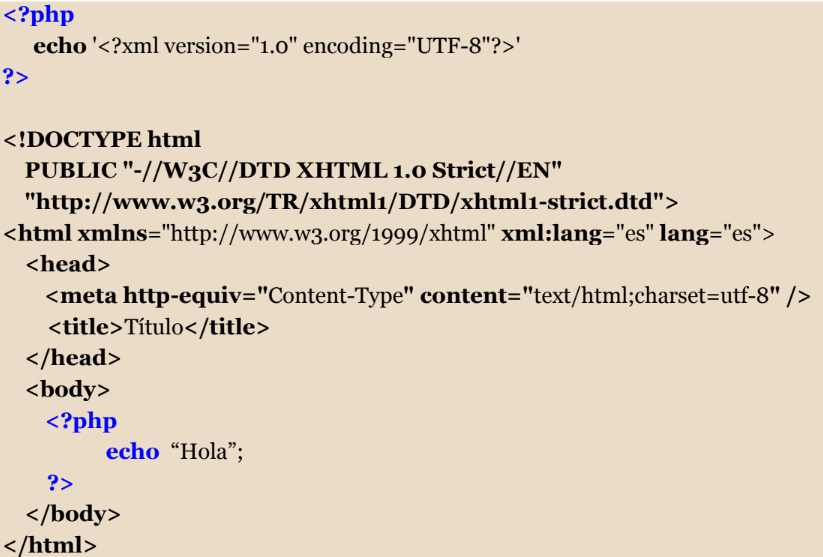 <?php
echo '<?xml version="1.0" encoding="UTF-8"?>'
?>
<!DOCTYPE html
PUBLIC "-//W3C//DTD XHTML 1.0 Strict//EN"
"http://www.w3.org/TR/xhtml1/DTD/xhtml1-strict.dtd">
<html xmlns="http://www.w3.org/1999/xhtml" xml:lang="es" lang="es">
<head>
<meta http-equiv="Content-Type" content="text/html;charset=utf-8" />
<title>Título</title>
</head>
<body>
<?php
echo “Hola”;
?>
</body>
</html>